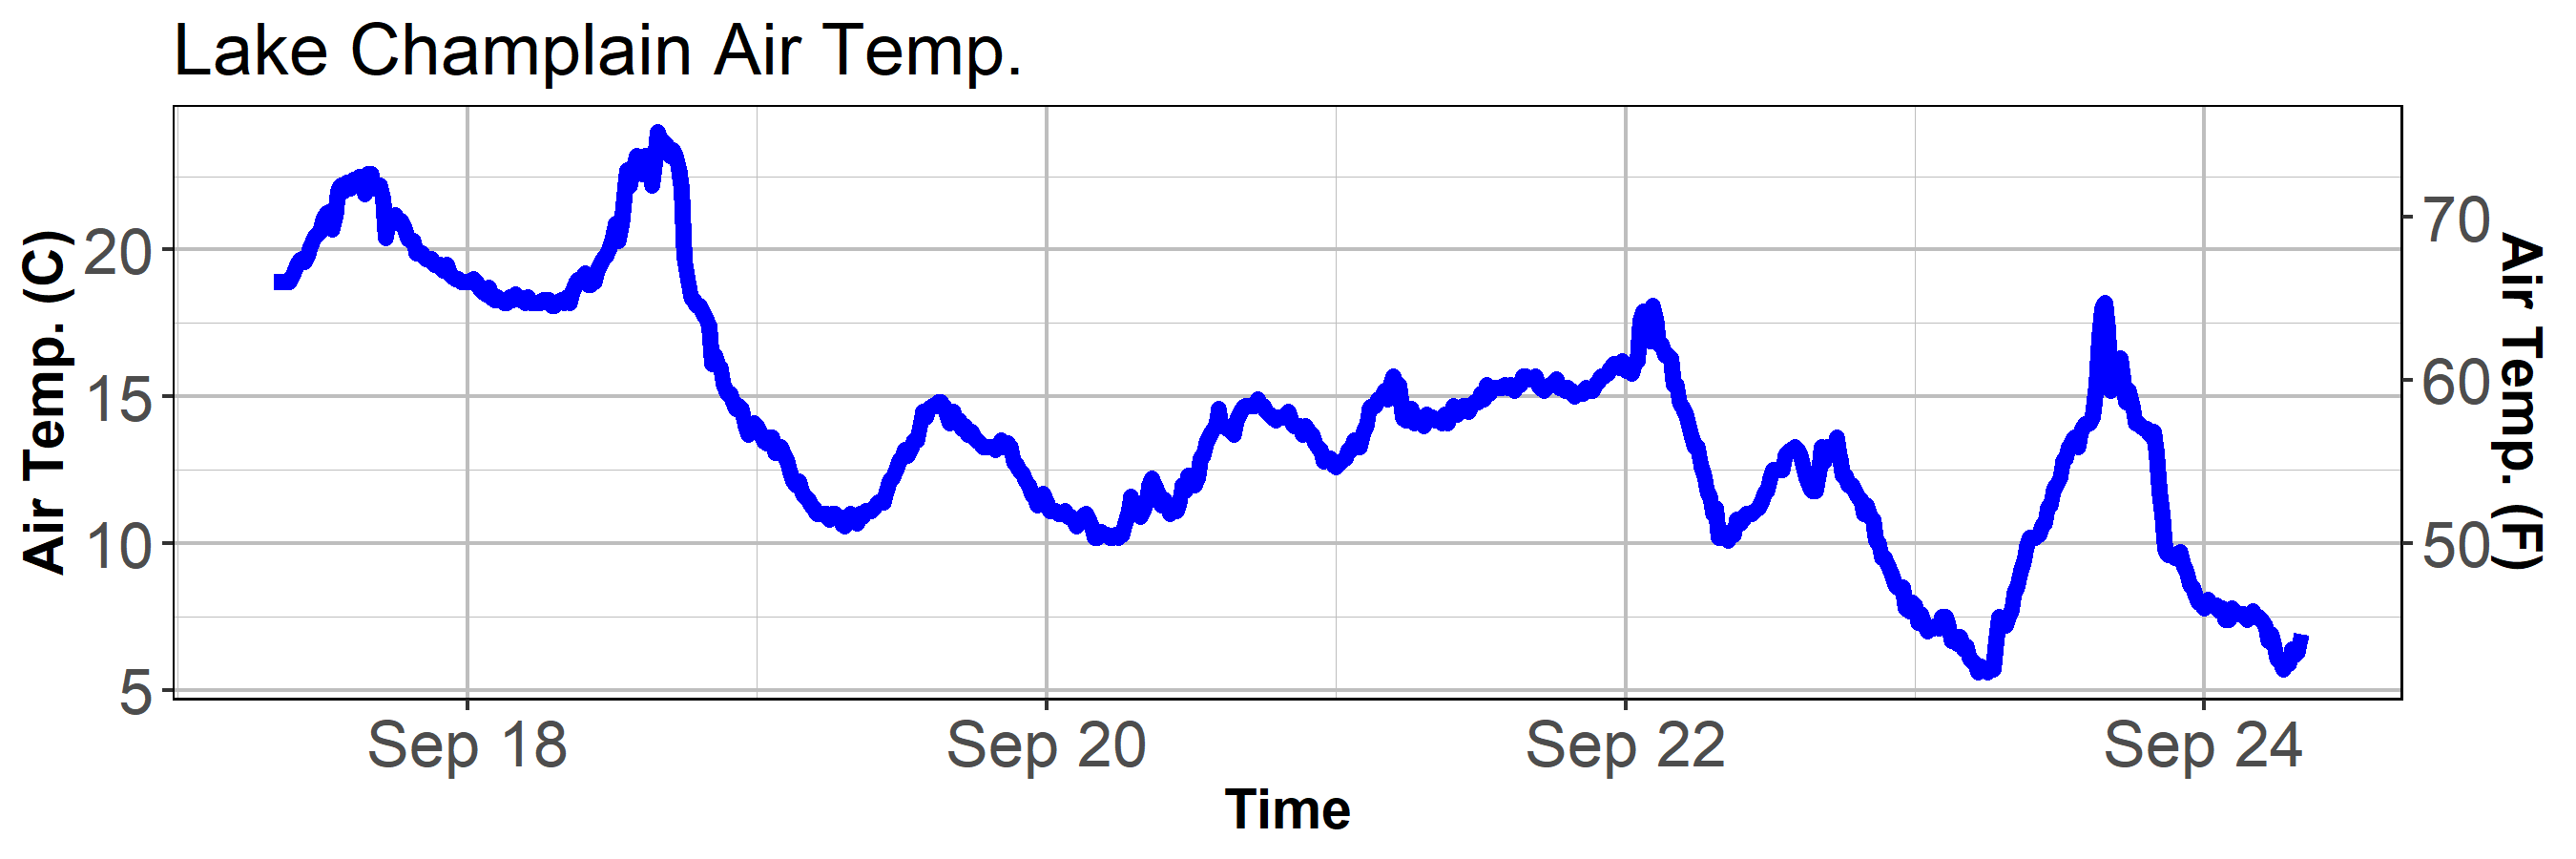 Lake Champlain Air Temp.
Air Temp. (C)
20
15
10
5
70
60
50
Air Temp. (F)
Sep 18
Sep 20
Sep 22
Sep 24
Time